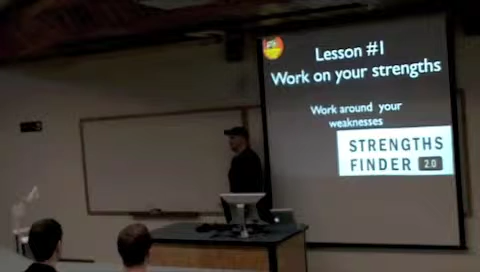 Lesson #1
Work on your strengths
Work around your
weaknesses
STRENGTHS
FINDER 2.0